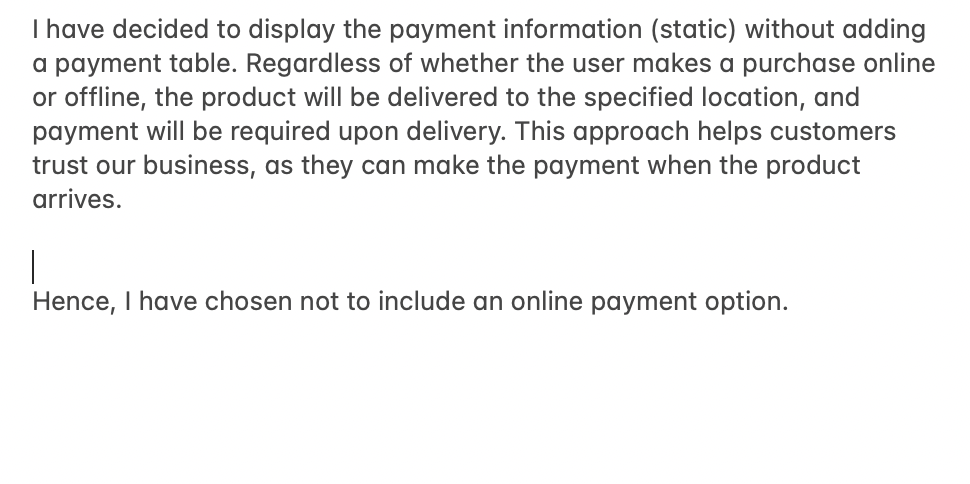 I have decided to display the payment information (static) without adding
a payment table. Regardless of whether the user makes a purchase online
or offline, the product will be delivered to the specified location, and
payment will be required upon delivery. This approach helps customers
trust our business, as they can make the payment when the product
arrives.
Hence, I have chosen not to include an online payment option.